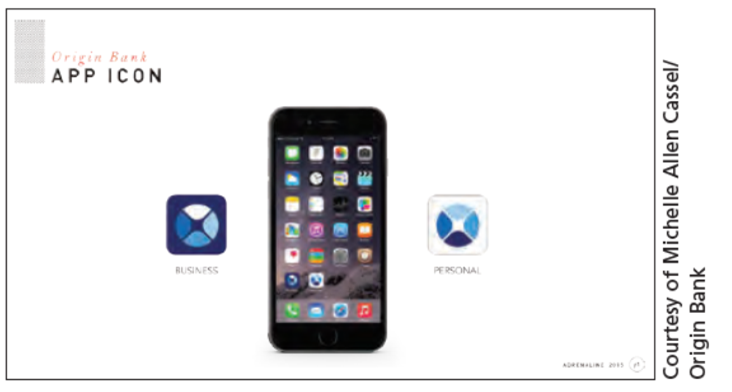 Origin Bank
APP ICON
BUSINESS
PERSONAL
ADRENALINE 2015
Courtesy of Michelle Allen Cassel/
Origin Bank